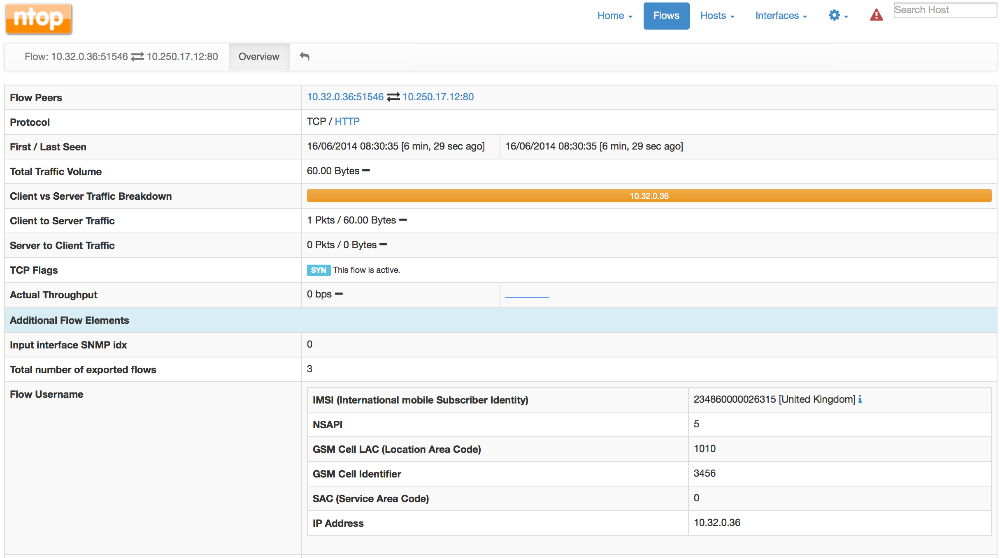 ntop
Home Flows Hosts Interfaces Search Host
Flow: 10.32.0.36:51546 10.250.17.12:80 Overview
Flow Peers 10.32.0.36:51546 10.250.17.12:80
Protocol TCP / HTTP
First / Last Seen 16/06/2014 08:30:35 [6 min, 29 sec ago] 16/06/2014 08:30:35 [6 min, 29 sec ago]
Total Traffic Volume 60.00 Bytes
Client vs Server Traffic Breakdown 10.32.0.36
Client to Server Traffic 1 Pkts / 60.00 Bytes
Server to Client Traffic 0 Pkts / 0 Bytes
TCP Flags SYN This flow is active.
Actual Throughput 0 bps
Additional Flow Elements
Input interface SNMP idx 0
Total number of exported flows 3
Flow Username IMSI (International mobile Subscriber Identity) 234860000026315 [United Kingdom]
NSAPI 5
GSM Cell LAC (Location Area Code) 1010
GSM Cell Identifier 3456
SAC (Service Area Code) 0
IP Address 10.32.0.36